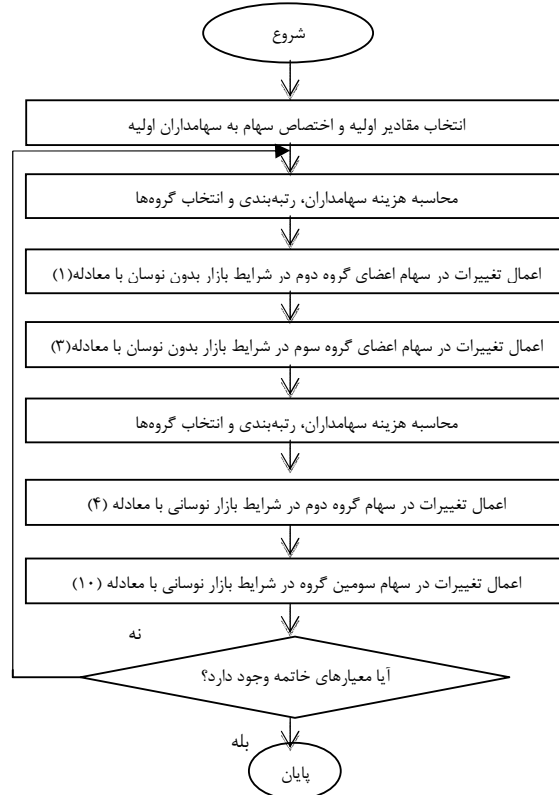 شروع
انتخاب مقادیر اولیه و اختصاص سهام به سهامداران اولیه
محاسبه هزینه سهامداران، رتبه‌بندی و انتخاب گروه‌ها
اعمال تغییرات در سهام اعضای گروه دوم در شرایط بازار بدون نوسان با معادله(۱)
اعمال تغییرات در سهام اعضای گروه سوم در شرایط بازار بدون نوسان با معادله(۳)
محاسبه هزینه سهامداران، رتبه‌بندی و انتخاب گروه‌ها
اعمال تغییرات در سهام گروه دوم در شرایط بازار نوسانی با معادله (۴)
اعمال تغییرات در سهام سومین گروه در شرایط بازار نوسانی با معادله (۱۰)
نه
آیا معیارهای خاتمه وجود دارد؟
بله
پایان